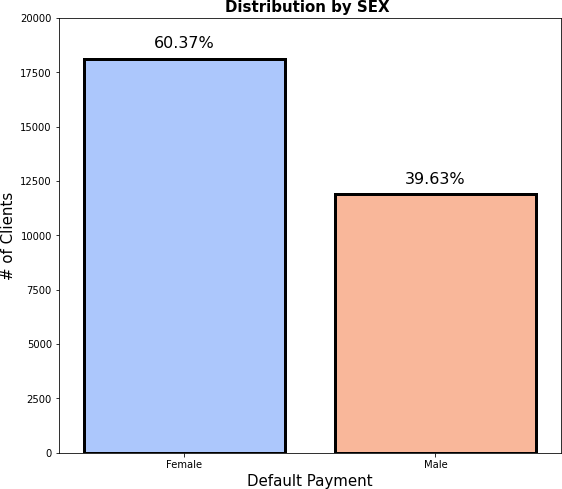 Distribution by SEX
20000
17500
15000
12500
10000
7500
5000
2500
0
# of Clients
60.37%
39.63%
Female
Male
Default Payment